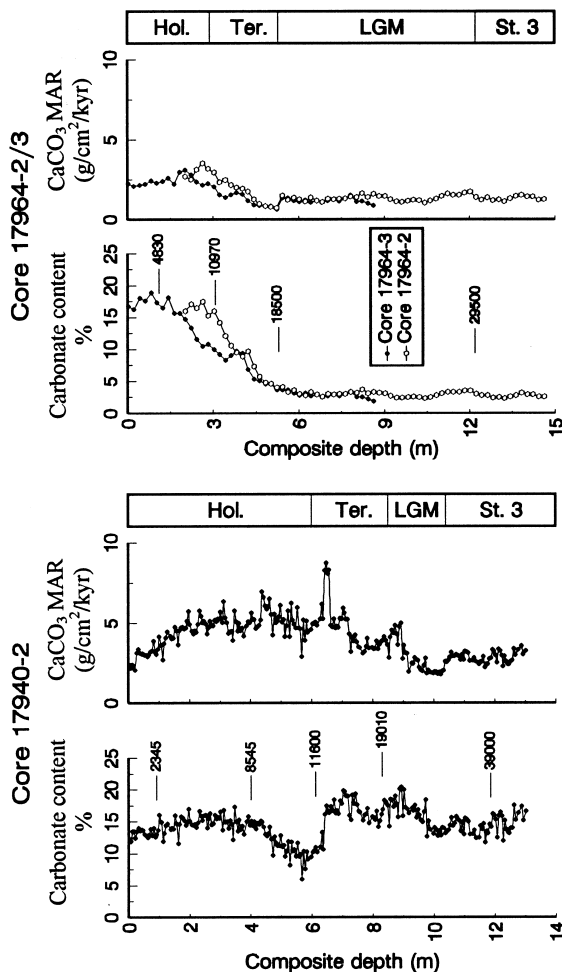 Core 17964-2/3
Hol.
Ter.
LGM
St. 3
10
5
0
CaCO3 MAR
(g/cm2/kyr)
25
20
15
10
5
0
Carbonate content
%
4830
10970
18500
29500
Core 17964-3
Core 17964-2
0
3
6
9
12
15
Composite depth (m)
Core 17940-2
Hol.
Ter.
LGM
St. 3
10
5
0
CaCO3 MAR
(g/cm2/kyr)
25
20
15
10
5
0
Carbonate content
%
2345
8545
11600
19010
39000
0
2
4
6
8
10
12
14
Composite depth (m)